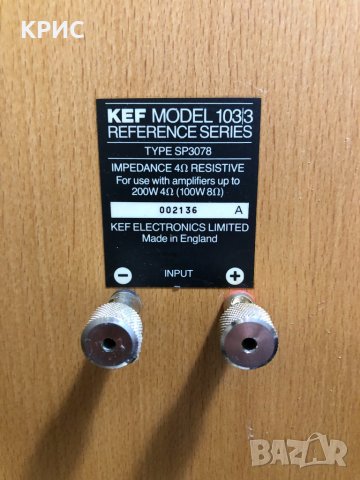 КРИС
KEF MODEL 103/3
REFERENCE SERIES
TYPE SP3078
IMPEDANCE 4Ω RESISTIVE
For use with amplifiers up to
200W 4Ω (100W 8Ω)
002136 A
KEF ELECTRONICS LIMITED
Made in England
− INPUT +
BAZAR